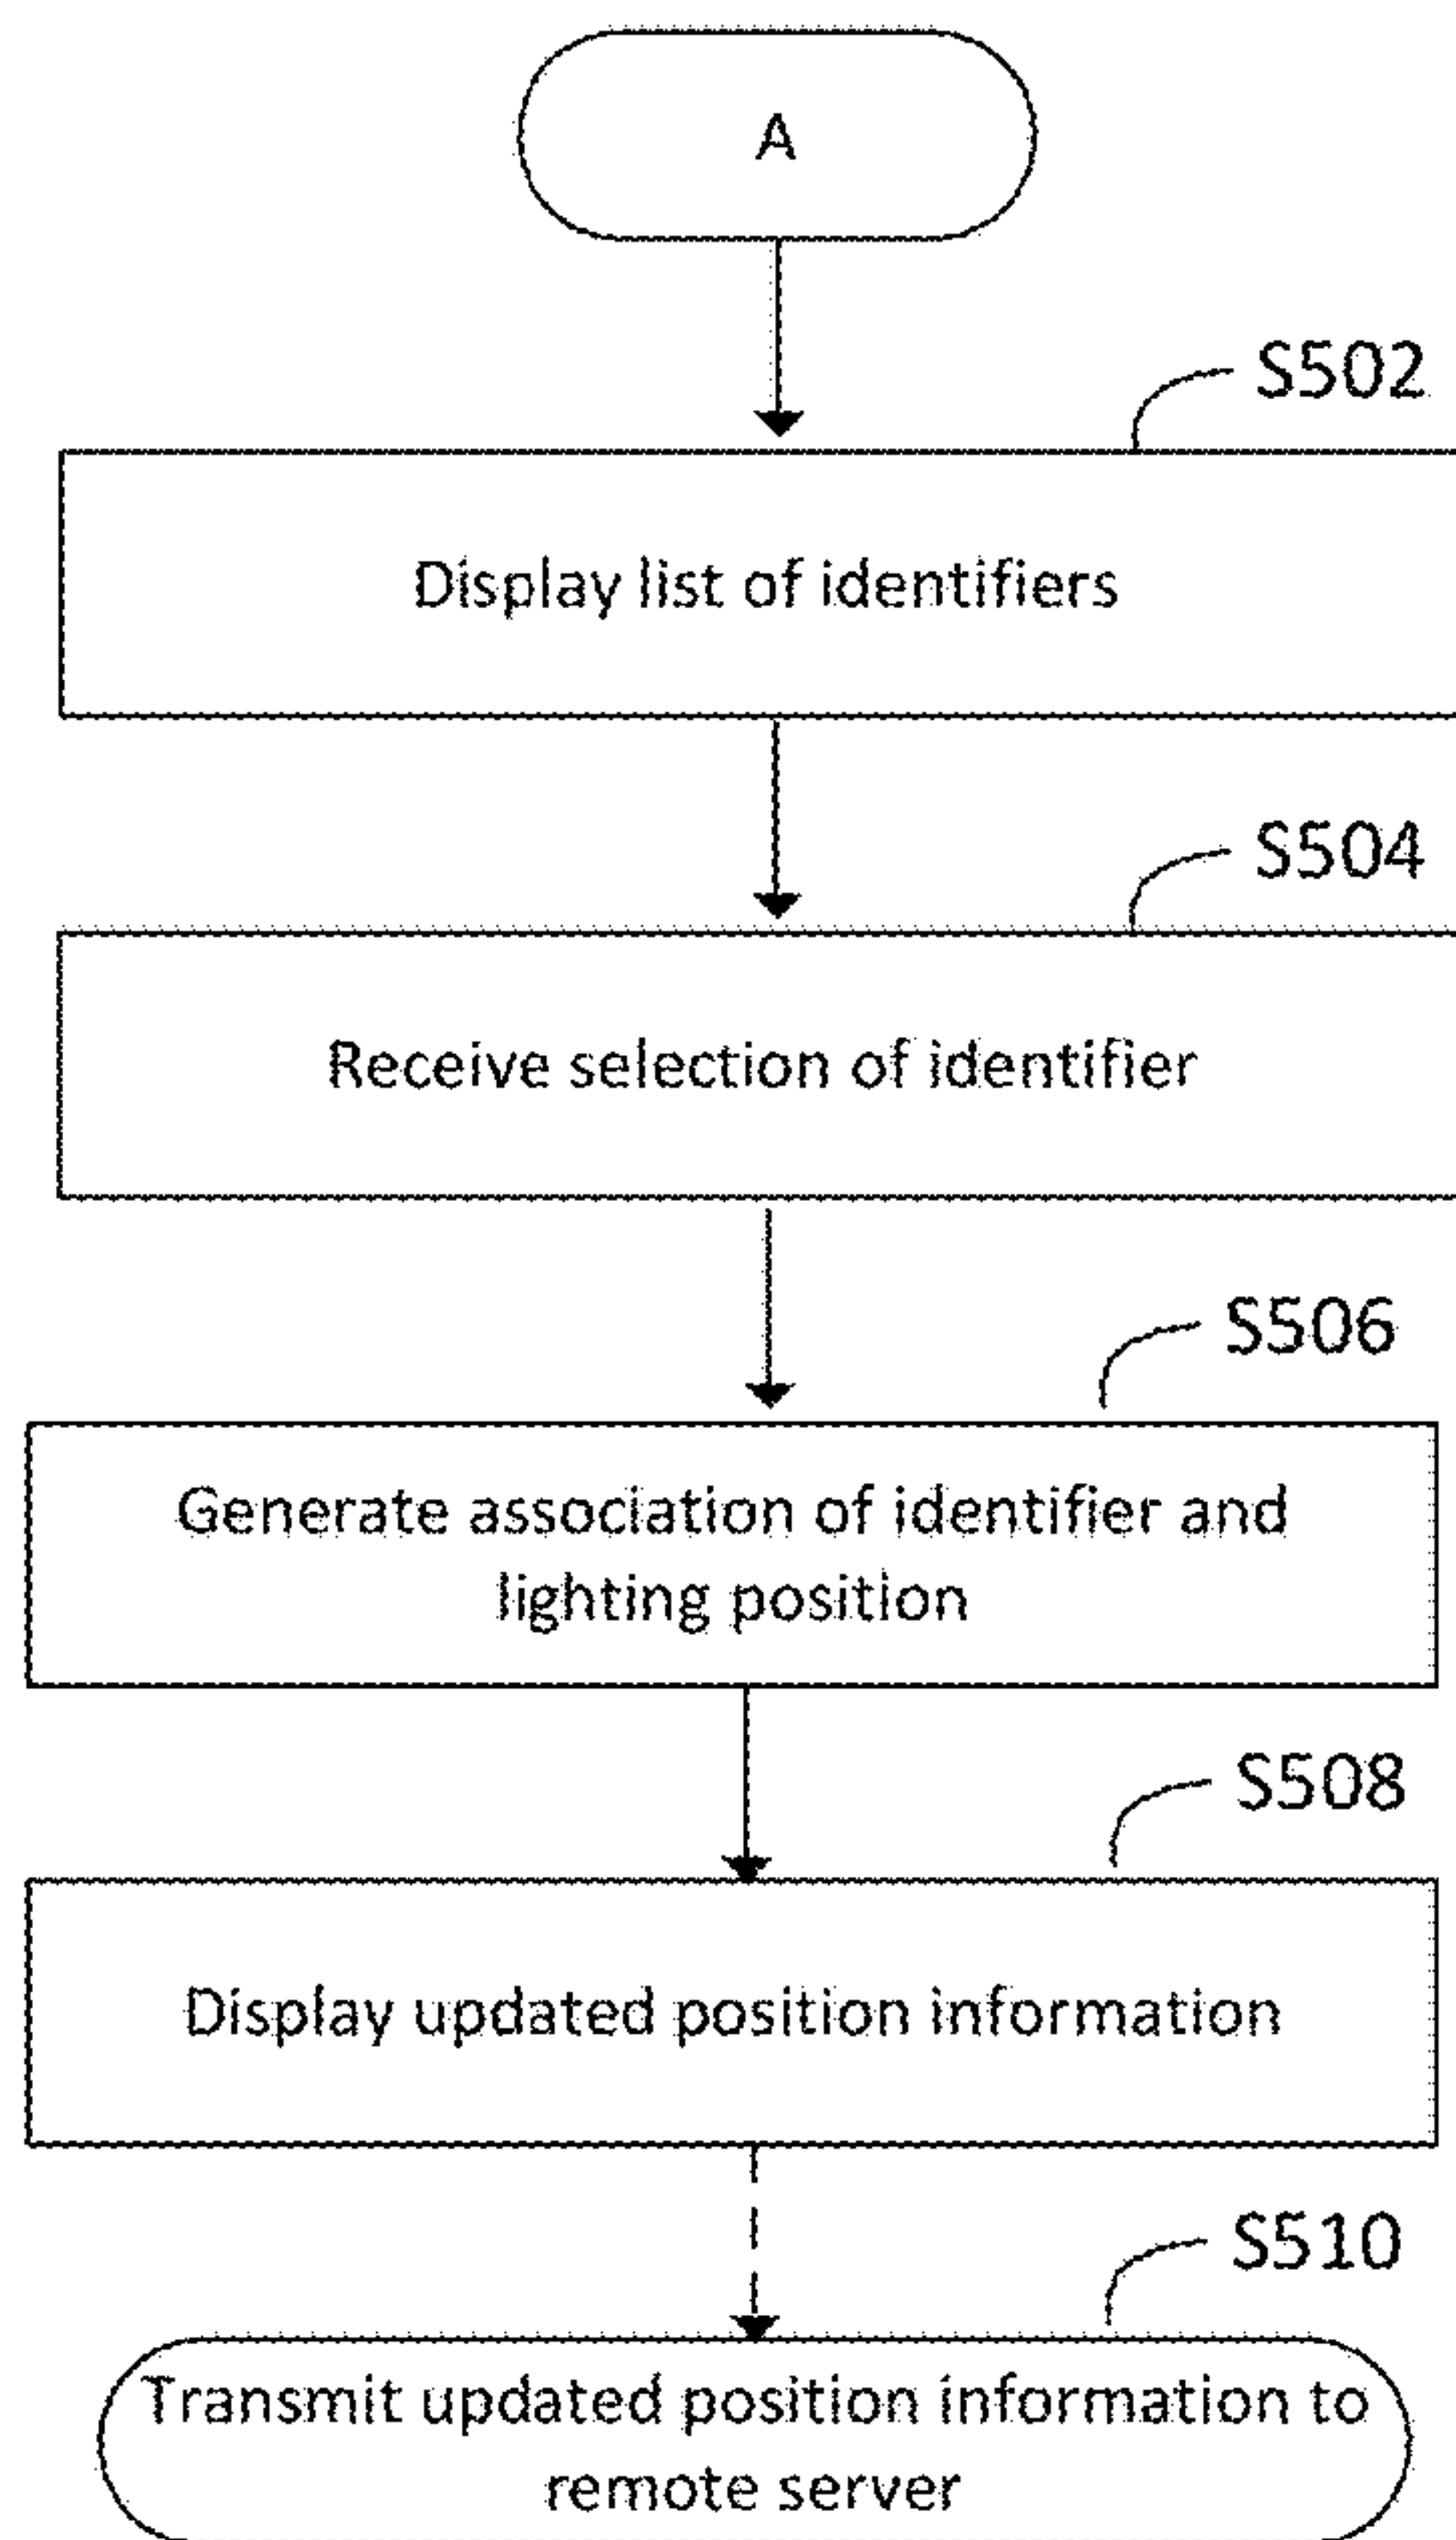 A
S502
Display list of identifiers
S504
Receive selection of identifier
S506
Generate association of identifier and
lighting position
S508
Display updated position information
S510
Transmit updated position information to
remote server